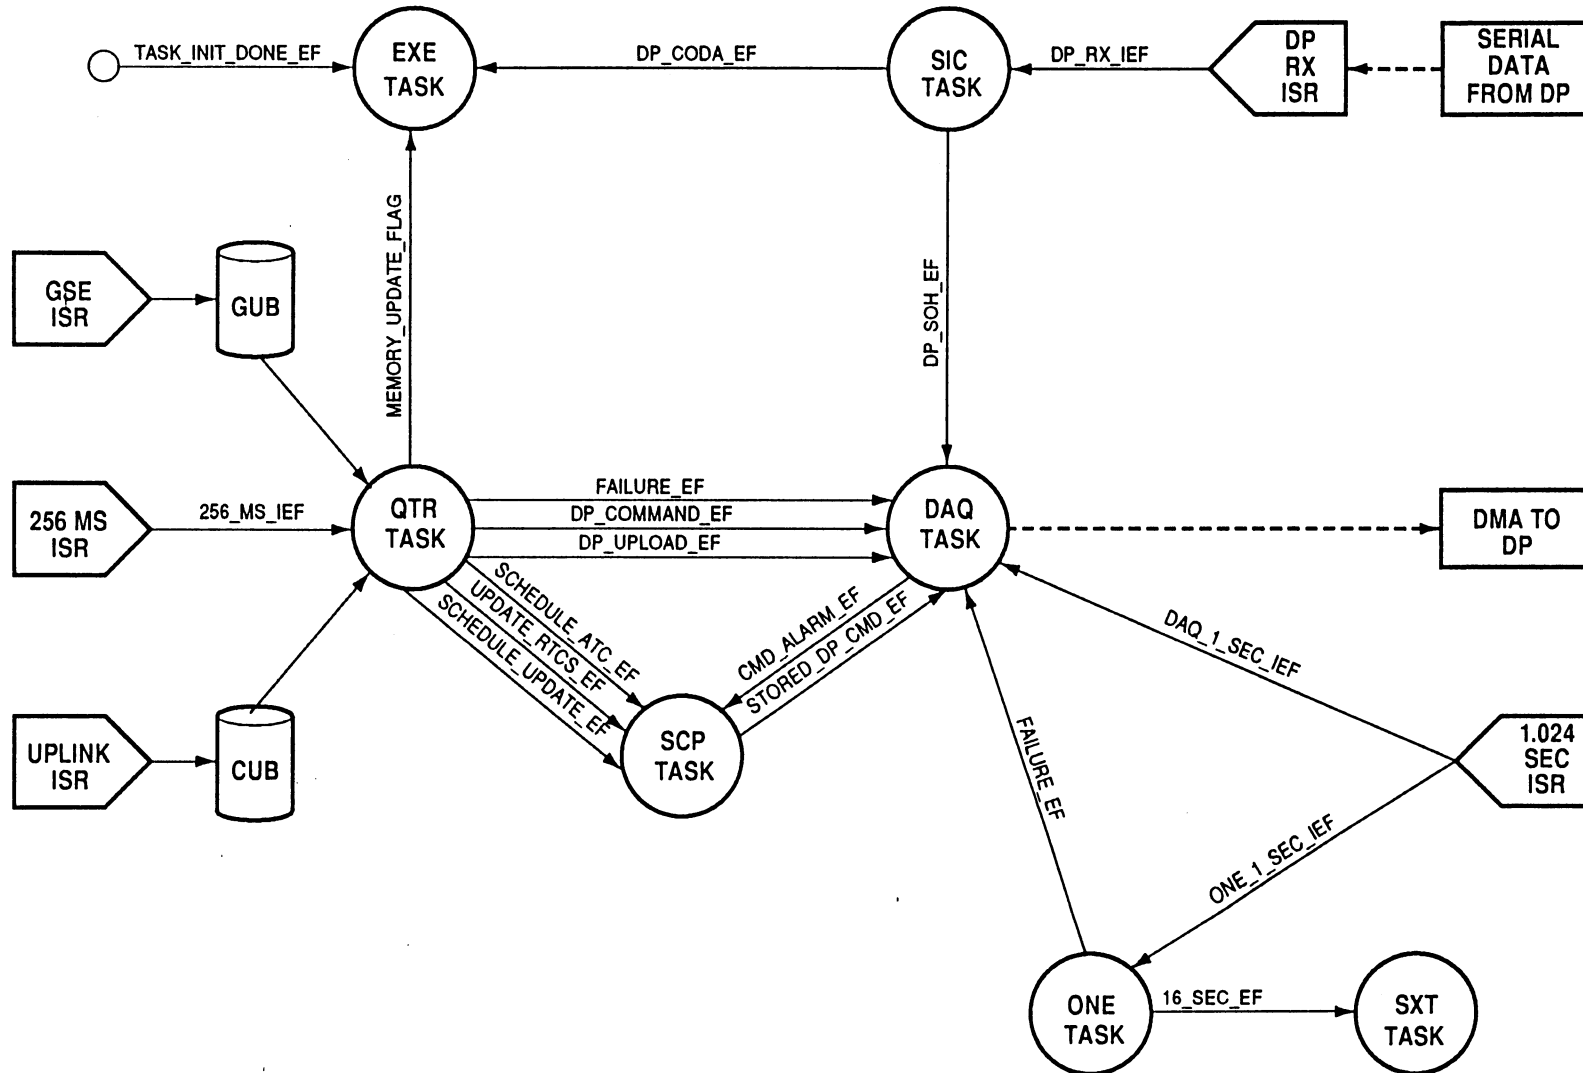 TASK_INIT_DONE_EF
EXE
TASK
DP_CODA_EF
SIC
TASK
DP_RX_IEF
DP
RX
ISR
SERIAL
DATA
FROM DP
MEMORY_UPDATE_FLAG
DP_SOH_EF
GSE
ISR
GUB
256 MS
ISR
256_MS_IEF
QTR
TASK
FAILURE_EF
DP_COMMAND_EF
DP_UPLOAD_EF
DAQ
TASK
DMA TO
DP
SCHEDULE_ATC_EF
UPDATE_RTCS_EF
SCHEDULE_UPDATE_EF
CMD_ALARM_EF
STORED_DP_CMD_EF
DAQ_1_SEC_IEF
UPLINK
ISR
CUB
SCP
TASK
FAILURE_EF
1.024
SEC
ISR
ONE_1_SEC_IEF
ONE
TASK
16_SEC_EF
SXT
TASK